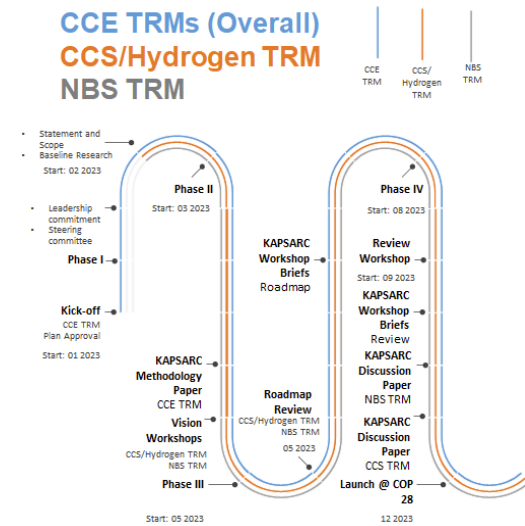 CCE TRMs (Overall)
CCS/Hydrogen TRM
NBS TRM
CCE
TRM
CCS/
Hydrogen
TRM
NBS
TRM
• Statement and
Scope
• Baseline Research
Start: 02 2023
• Leadership
commitment
• Steering
committee
Phase I
Kick-off
CCE TRM
Plan Approval
Start: 01 2023
Phase II
Start: 03 2023
KAPSARC
Methodology
Paper
CCE TRM
Vision
Workshops
CCS/Hydrogen TRM
NBS TRM
Phase III
Start: 05 2023
KAPSARC
Workshop
Briefs
Roadmap
Roadmap
Review
CCS/Hydrogen TRM
NBS TRM
05 2023
Phase IV
Start: 08 2023
Review
Workshop
Start: 09 2023
KAPSARC
Workshop
Briefs
Review
KAPSARC
Discussion
Paper
NBS TRM
KAPSARC
Discussion
Paper
CCS TRM
Launch @ COP
28
12 2023